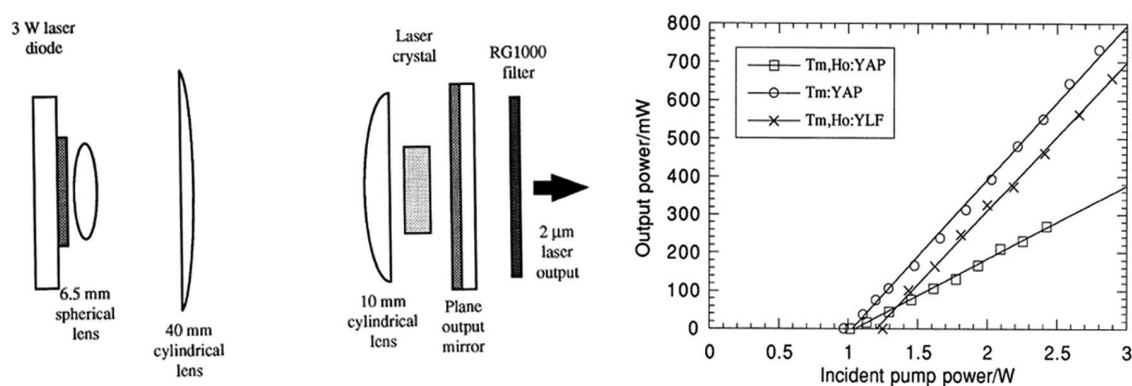 3 W laser
diode
6.5 mm
spherical
lens
40 mm
cylindrical
lens
Laser
crystal
10 mm
cylindrical
lens
Plane
output
mirror
RG1000
filter
2 μm
laser
output
Output power/mW
800
700
600
500
400
300
200
100
0
Tm,Ho:YAP
Tm:YAP
Tm,Ho:YLF
0 0.5 1 1.5 2 2.5 3
Incident pump power/W